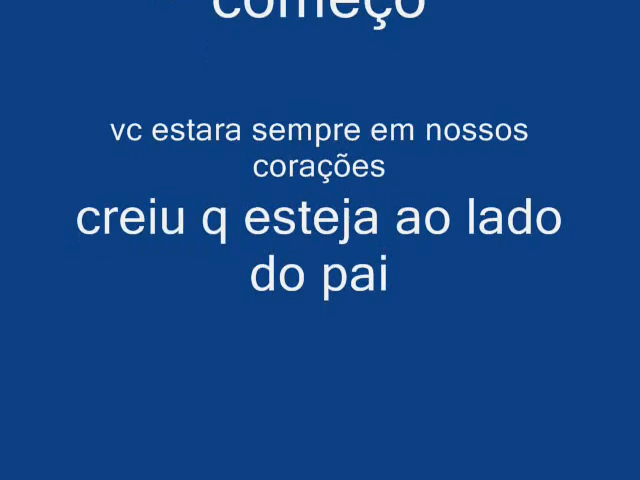 começo
vc estara sempre em nossos
corações
creiu q esteja ao lado
do pai